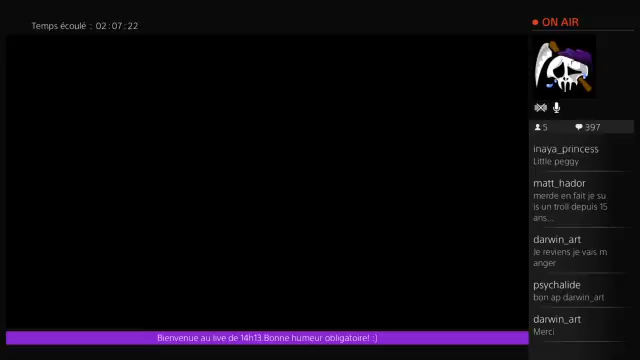 Temps écoulé : 02:07:22
ON AIR
5 397
inaya_princess
Little peggy
matt_hador
merde en fait je su
is un troll depuis 15
ans...
darwin_art
Je reviens je vais m
anger
psychalide
bon ap darwin_art
darwin_art
Merci
Bienvenue au live de 14h13.Bonne humeur obligatoire! :)